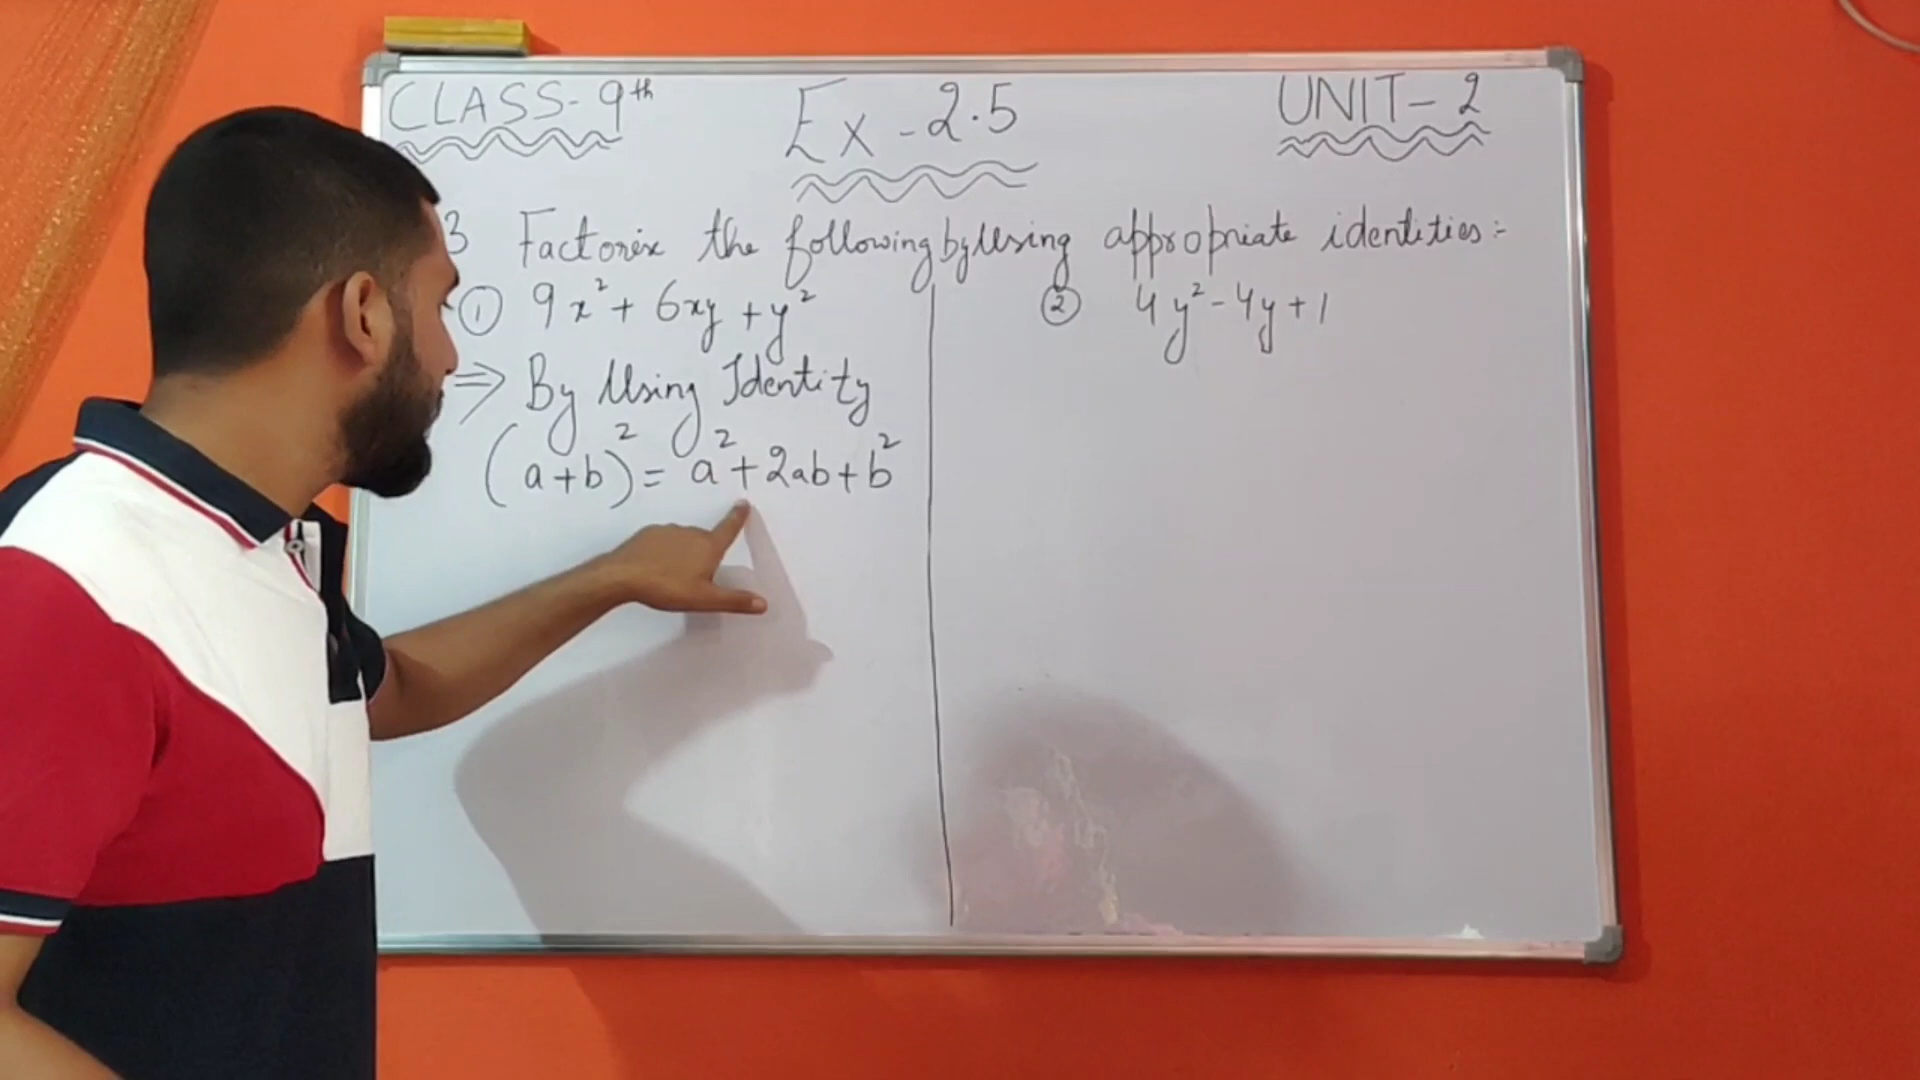 CLASS-9th
Ex-2.5
UNIT-2
3 Factorize the following by Using appropriate identities:-
① 9x² + 6xy + y²
② 4y² - 4y + 1
⇒ By Using Identity
(a+b)² = a² + 2ab + b²